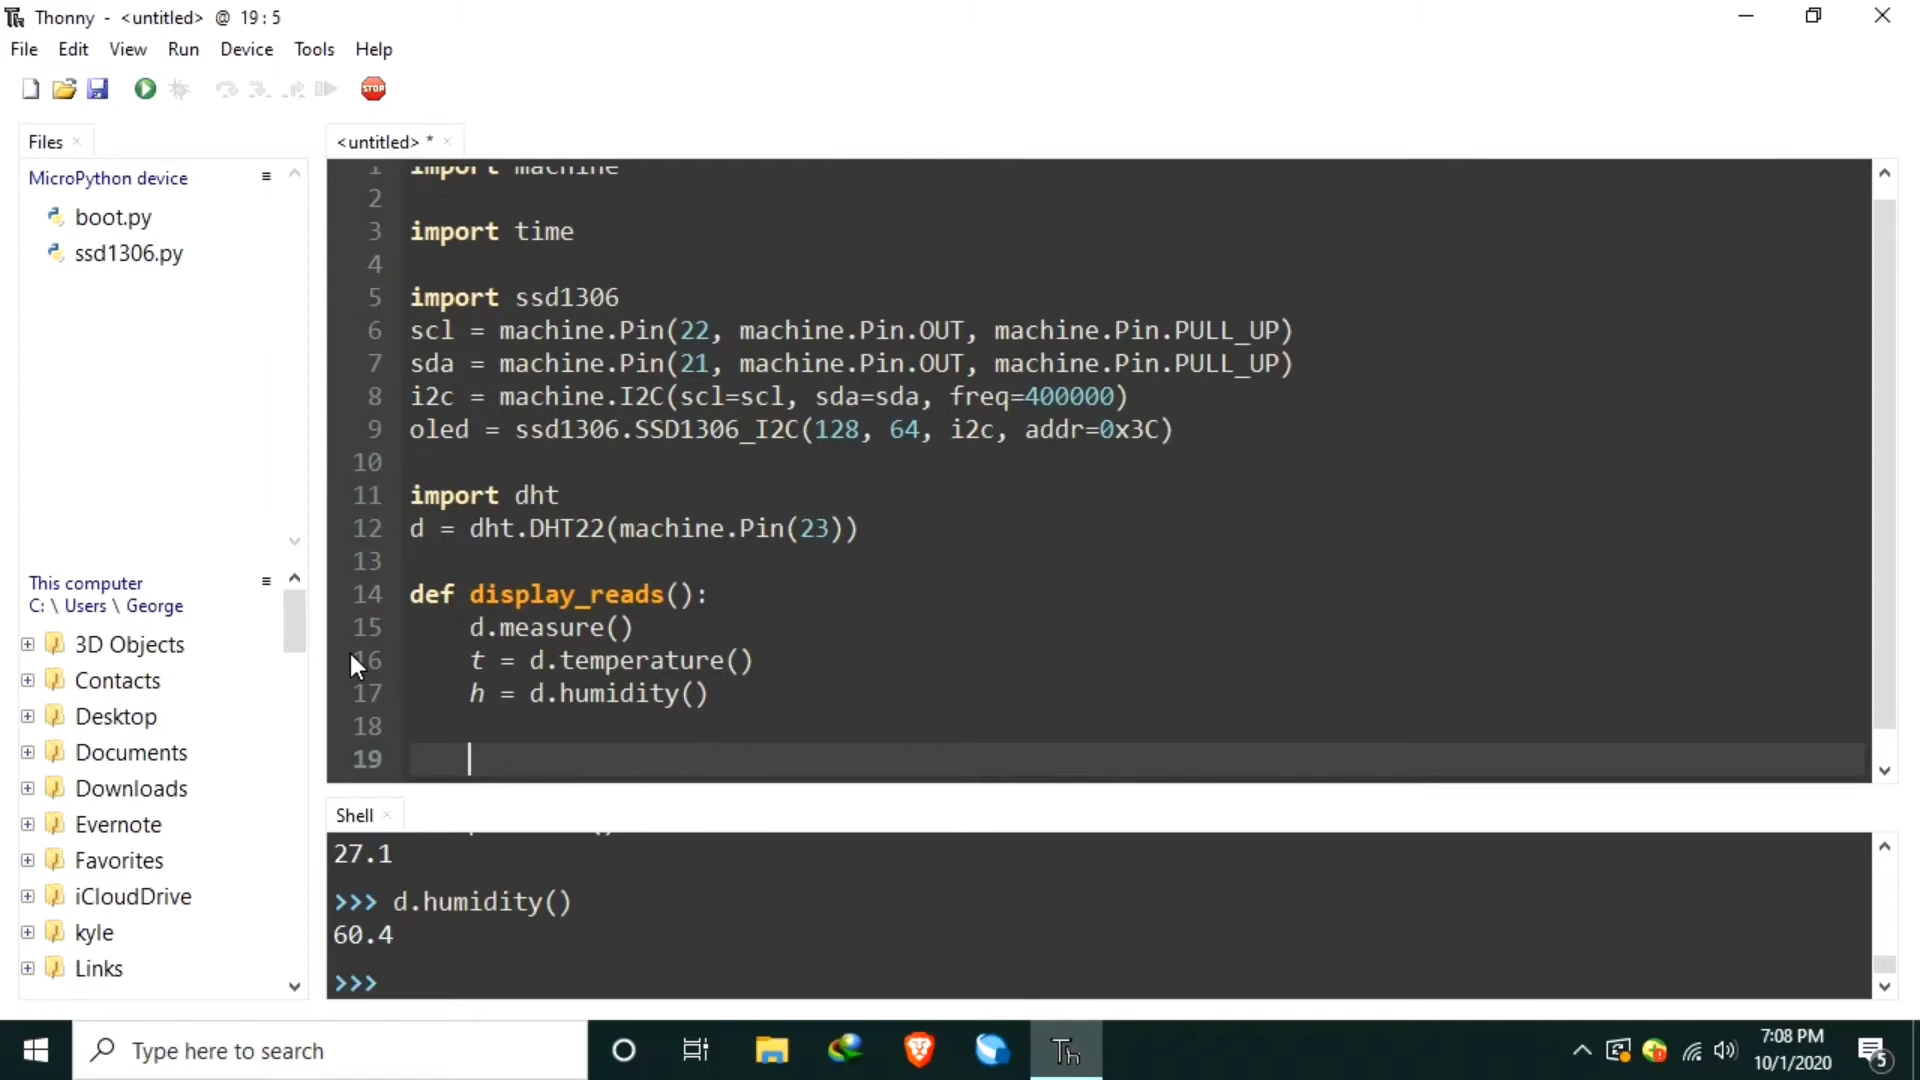 Thonny - <untitled> @ 19 : 5
File Edit View Run Device Tools Help
STOP
Files
MicroPython device
boot.py
ssd1306.py
This computer
C: \ Users \ George
3D Objects
Contacts
Desktop
Documents
Downloads
Evernote
Favorites
iCloudDrive
kyle
Links
<untitled> *
1 import machine
2
3 import time
4
5 import ssd1306
6 scl = machine.Pin(22, machine.Pin.OUT, machine.Pin.PULL_UP)
7 sda = machine.Pin(21, machine.Pin.OUT, machine.Pin.PULL_UP)
8 i2c = machine.I2C(scl=scl, sda=sda, freq=400000)
9 oled = ssd1306.SSD1306_I2C(128, 64, i2c, addr=0x3C)
10
11 import dht
12 d = dht.DHT22(machine.Pin(23))
13
14 def display_reads():
15 d.measure()
16 t = d.temperature()
17 h = d.humidity()
18
19
Shell
27.1
>>> d.humidity()
60.4
>>>
Type here to search
Th
7:08 PM
10/1/2020
5